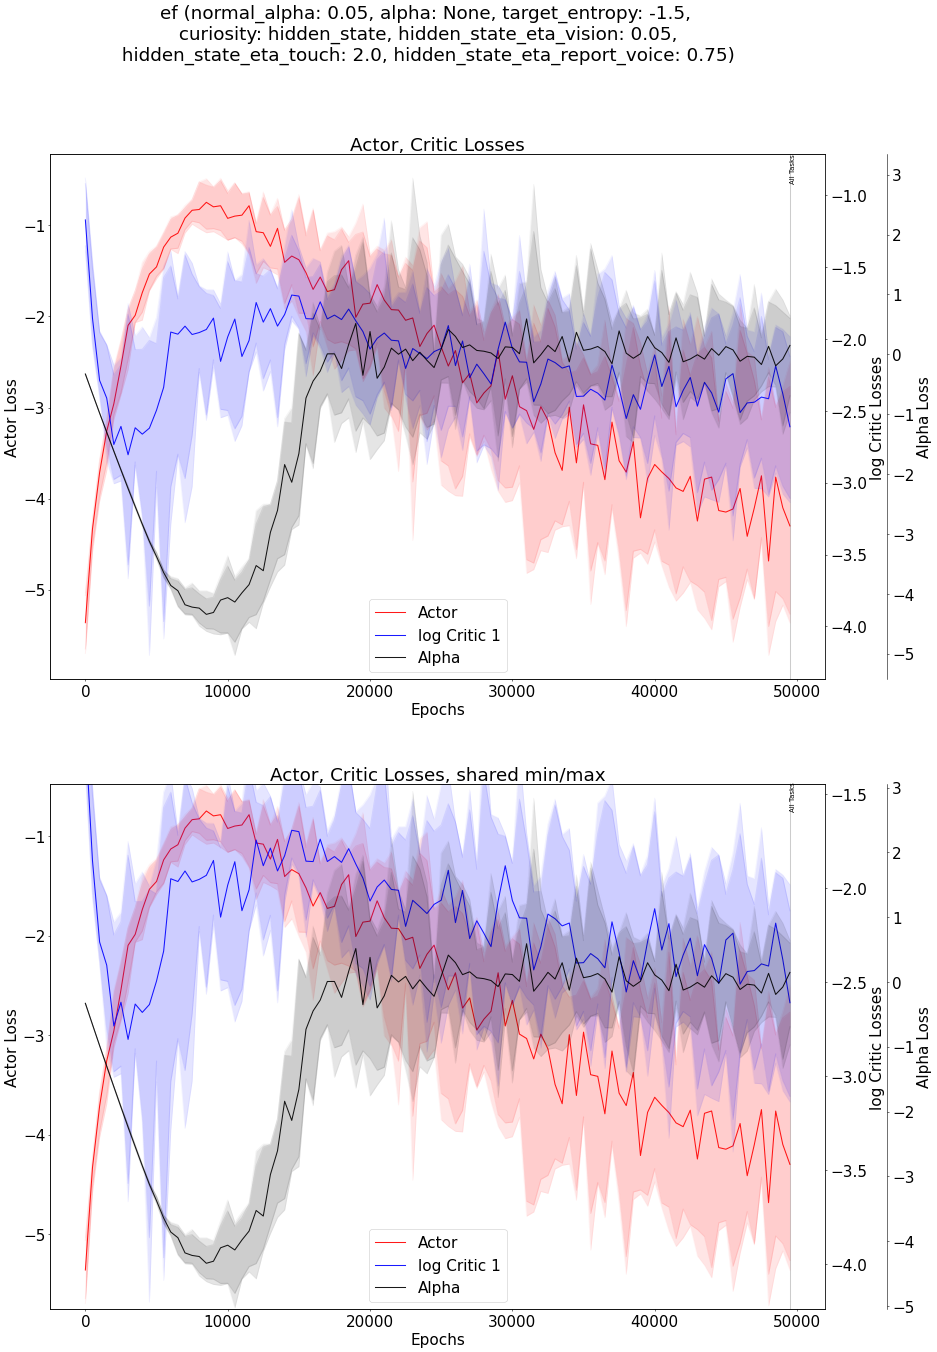 ef (normal_alpha: 0.05, alpha: None, target_entropy: -1.5,
curiosity: hidden_state, hidden_state_eta_vision: 0.05,
hidden_state_eta_touch: 2.0, hidden_state_eta_report_voice: 0.75)
Actor, Critic Losses
All Tasks
−1
−2
−3
−4
−5
Actor Loss
−1.0
−1.5
−2.0
−2.5
−3.0
−3.5
−4.0
log Critic Losses
3
2
1
0
−1
−2
−3
−4
−5
Alpha Loss
Actor
log Critic 1
Alpha
0 10000 20000 30000 40000 50000
Epochs
Actor, Critic Losses, shared min/max
All Tasks
−1
−2
−3
−4
−5
Actor Loss
−1.5
−2.0
−2.5
−3.0
−3.5
−4.0
log Critic Losses
3
2
1
0
−1
−2
−3
−4
−5
Alpha Loss
Actor
log Critic 1
Alpha
0 10000 20000 30000 40000 50000
Epochs